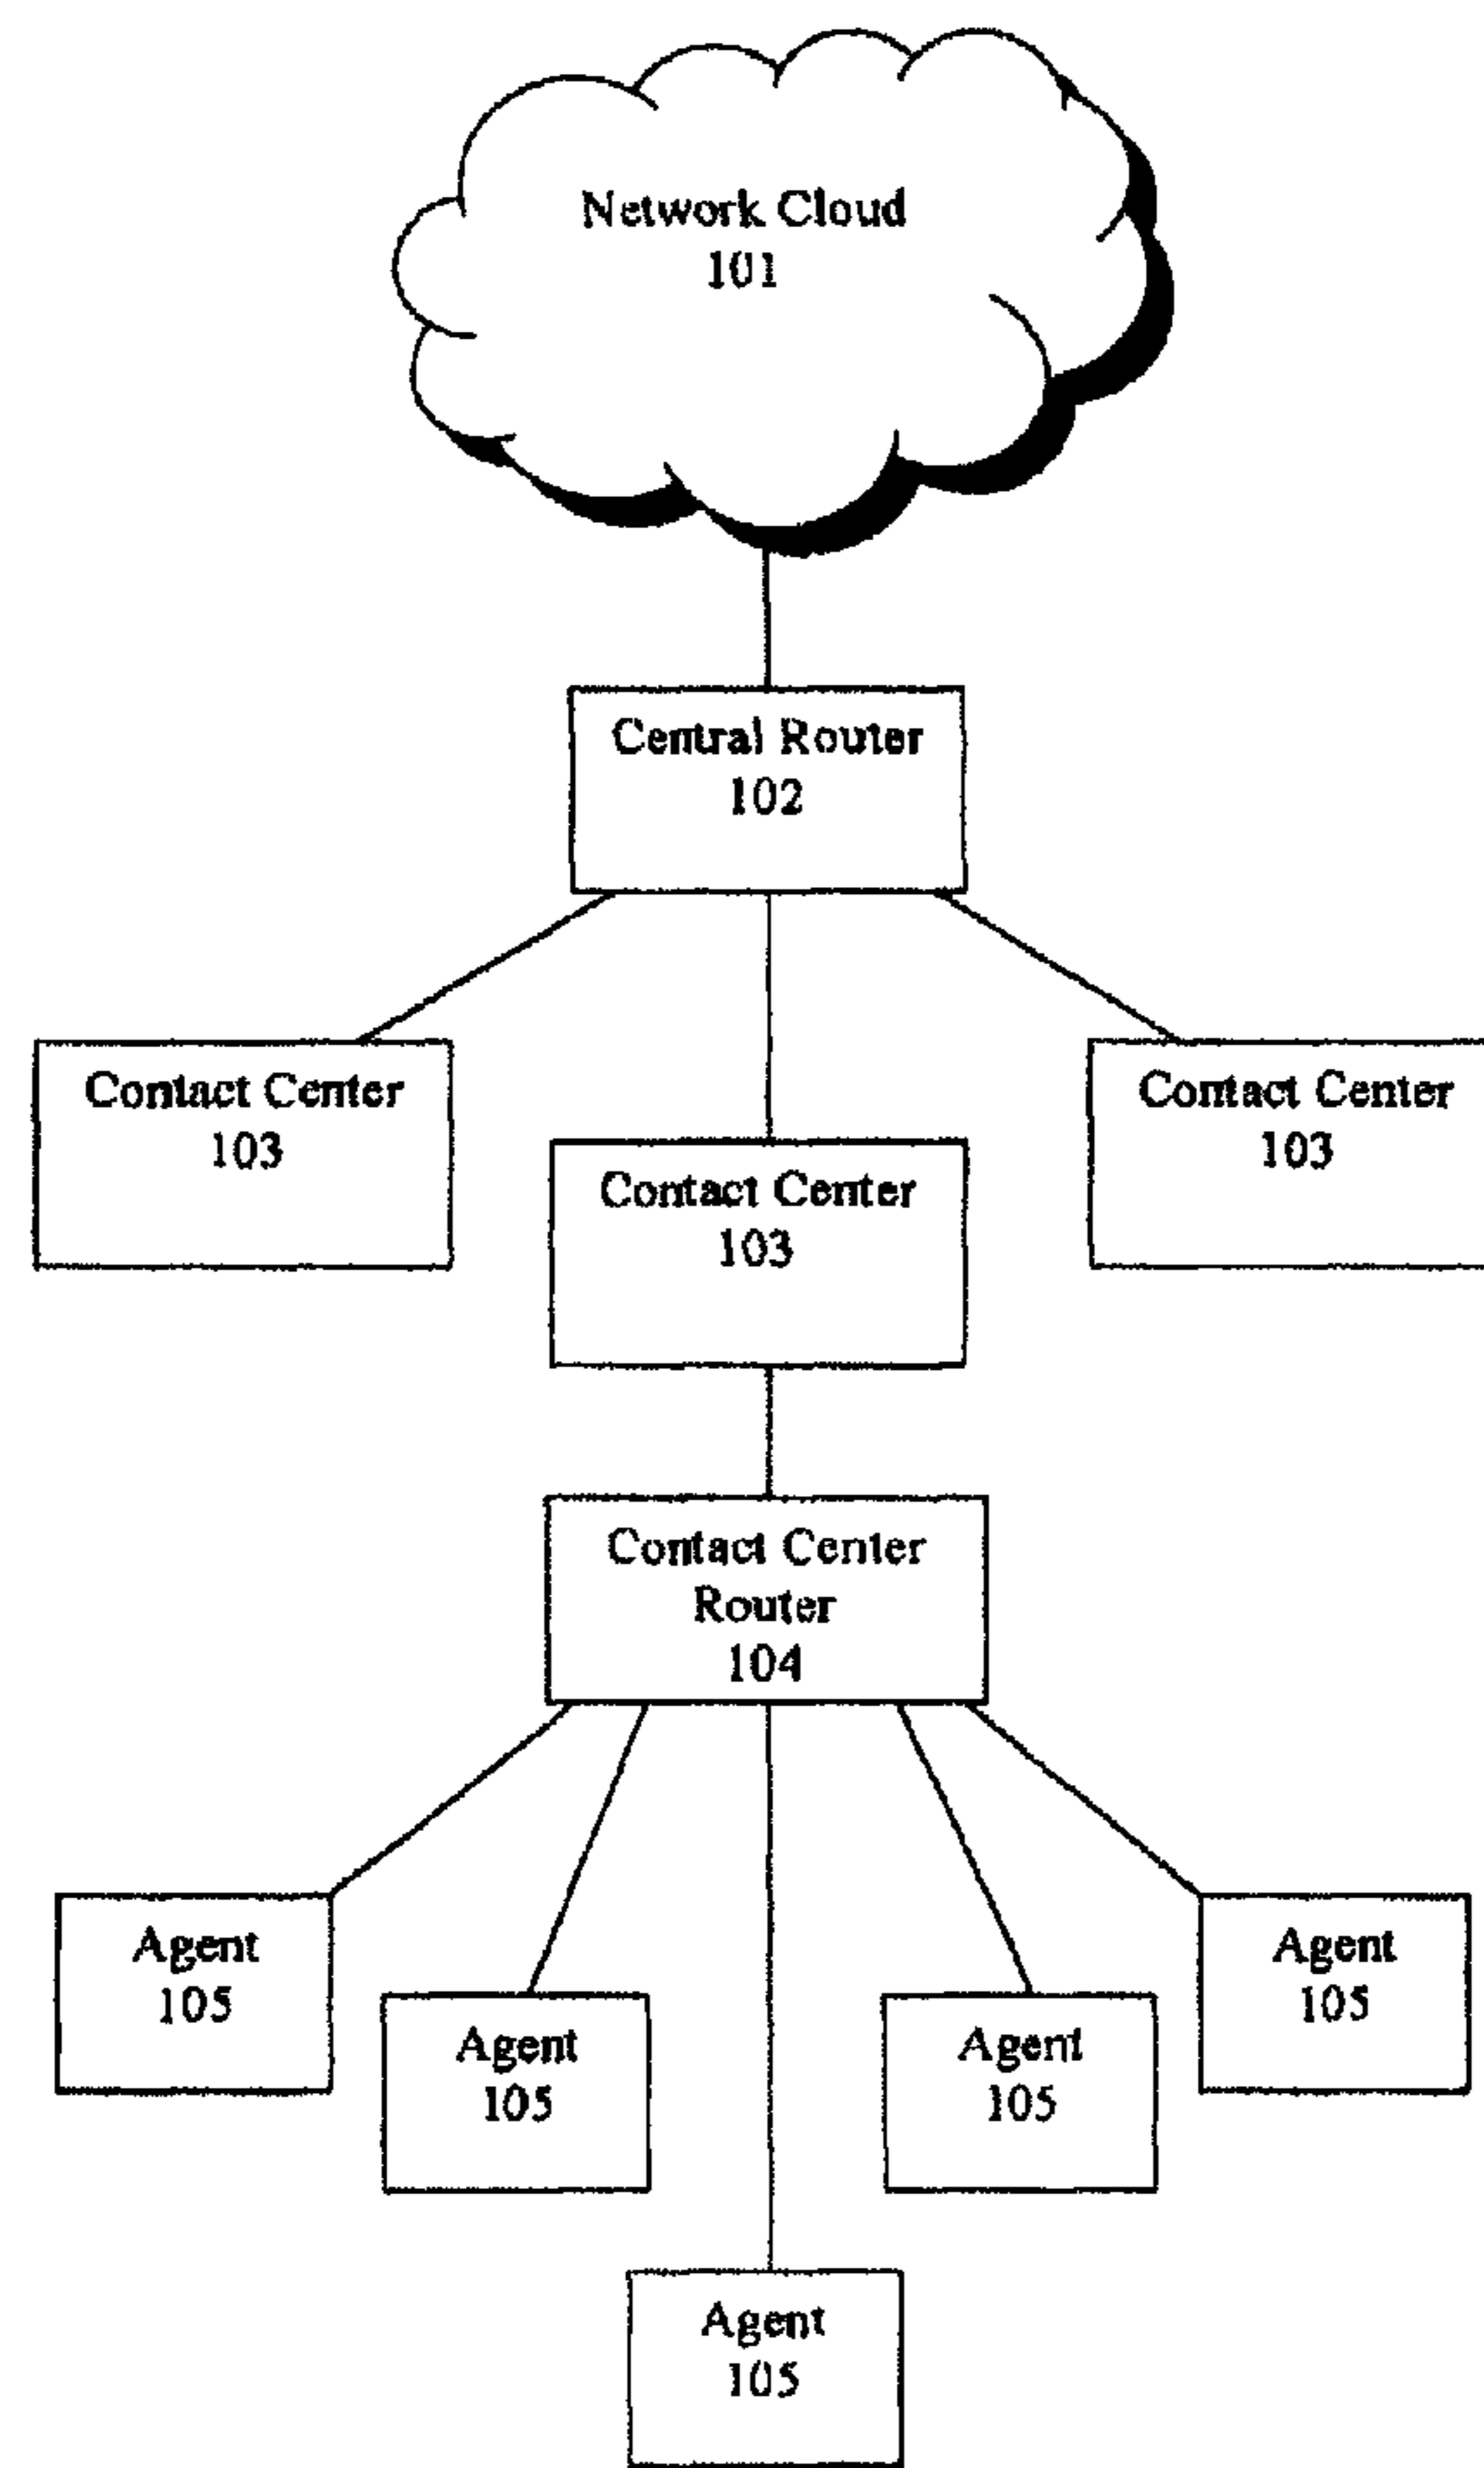 Network Cloud
101
Central Router
102
Contact Center
103
Contact Center
103
Contact Center
103
Contact Center
Router
104
Agent
105
Agent
105
Agent
105
Agent
105
Agent
105